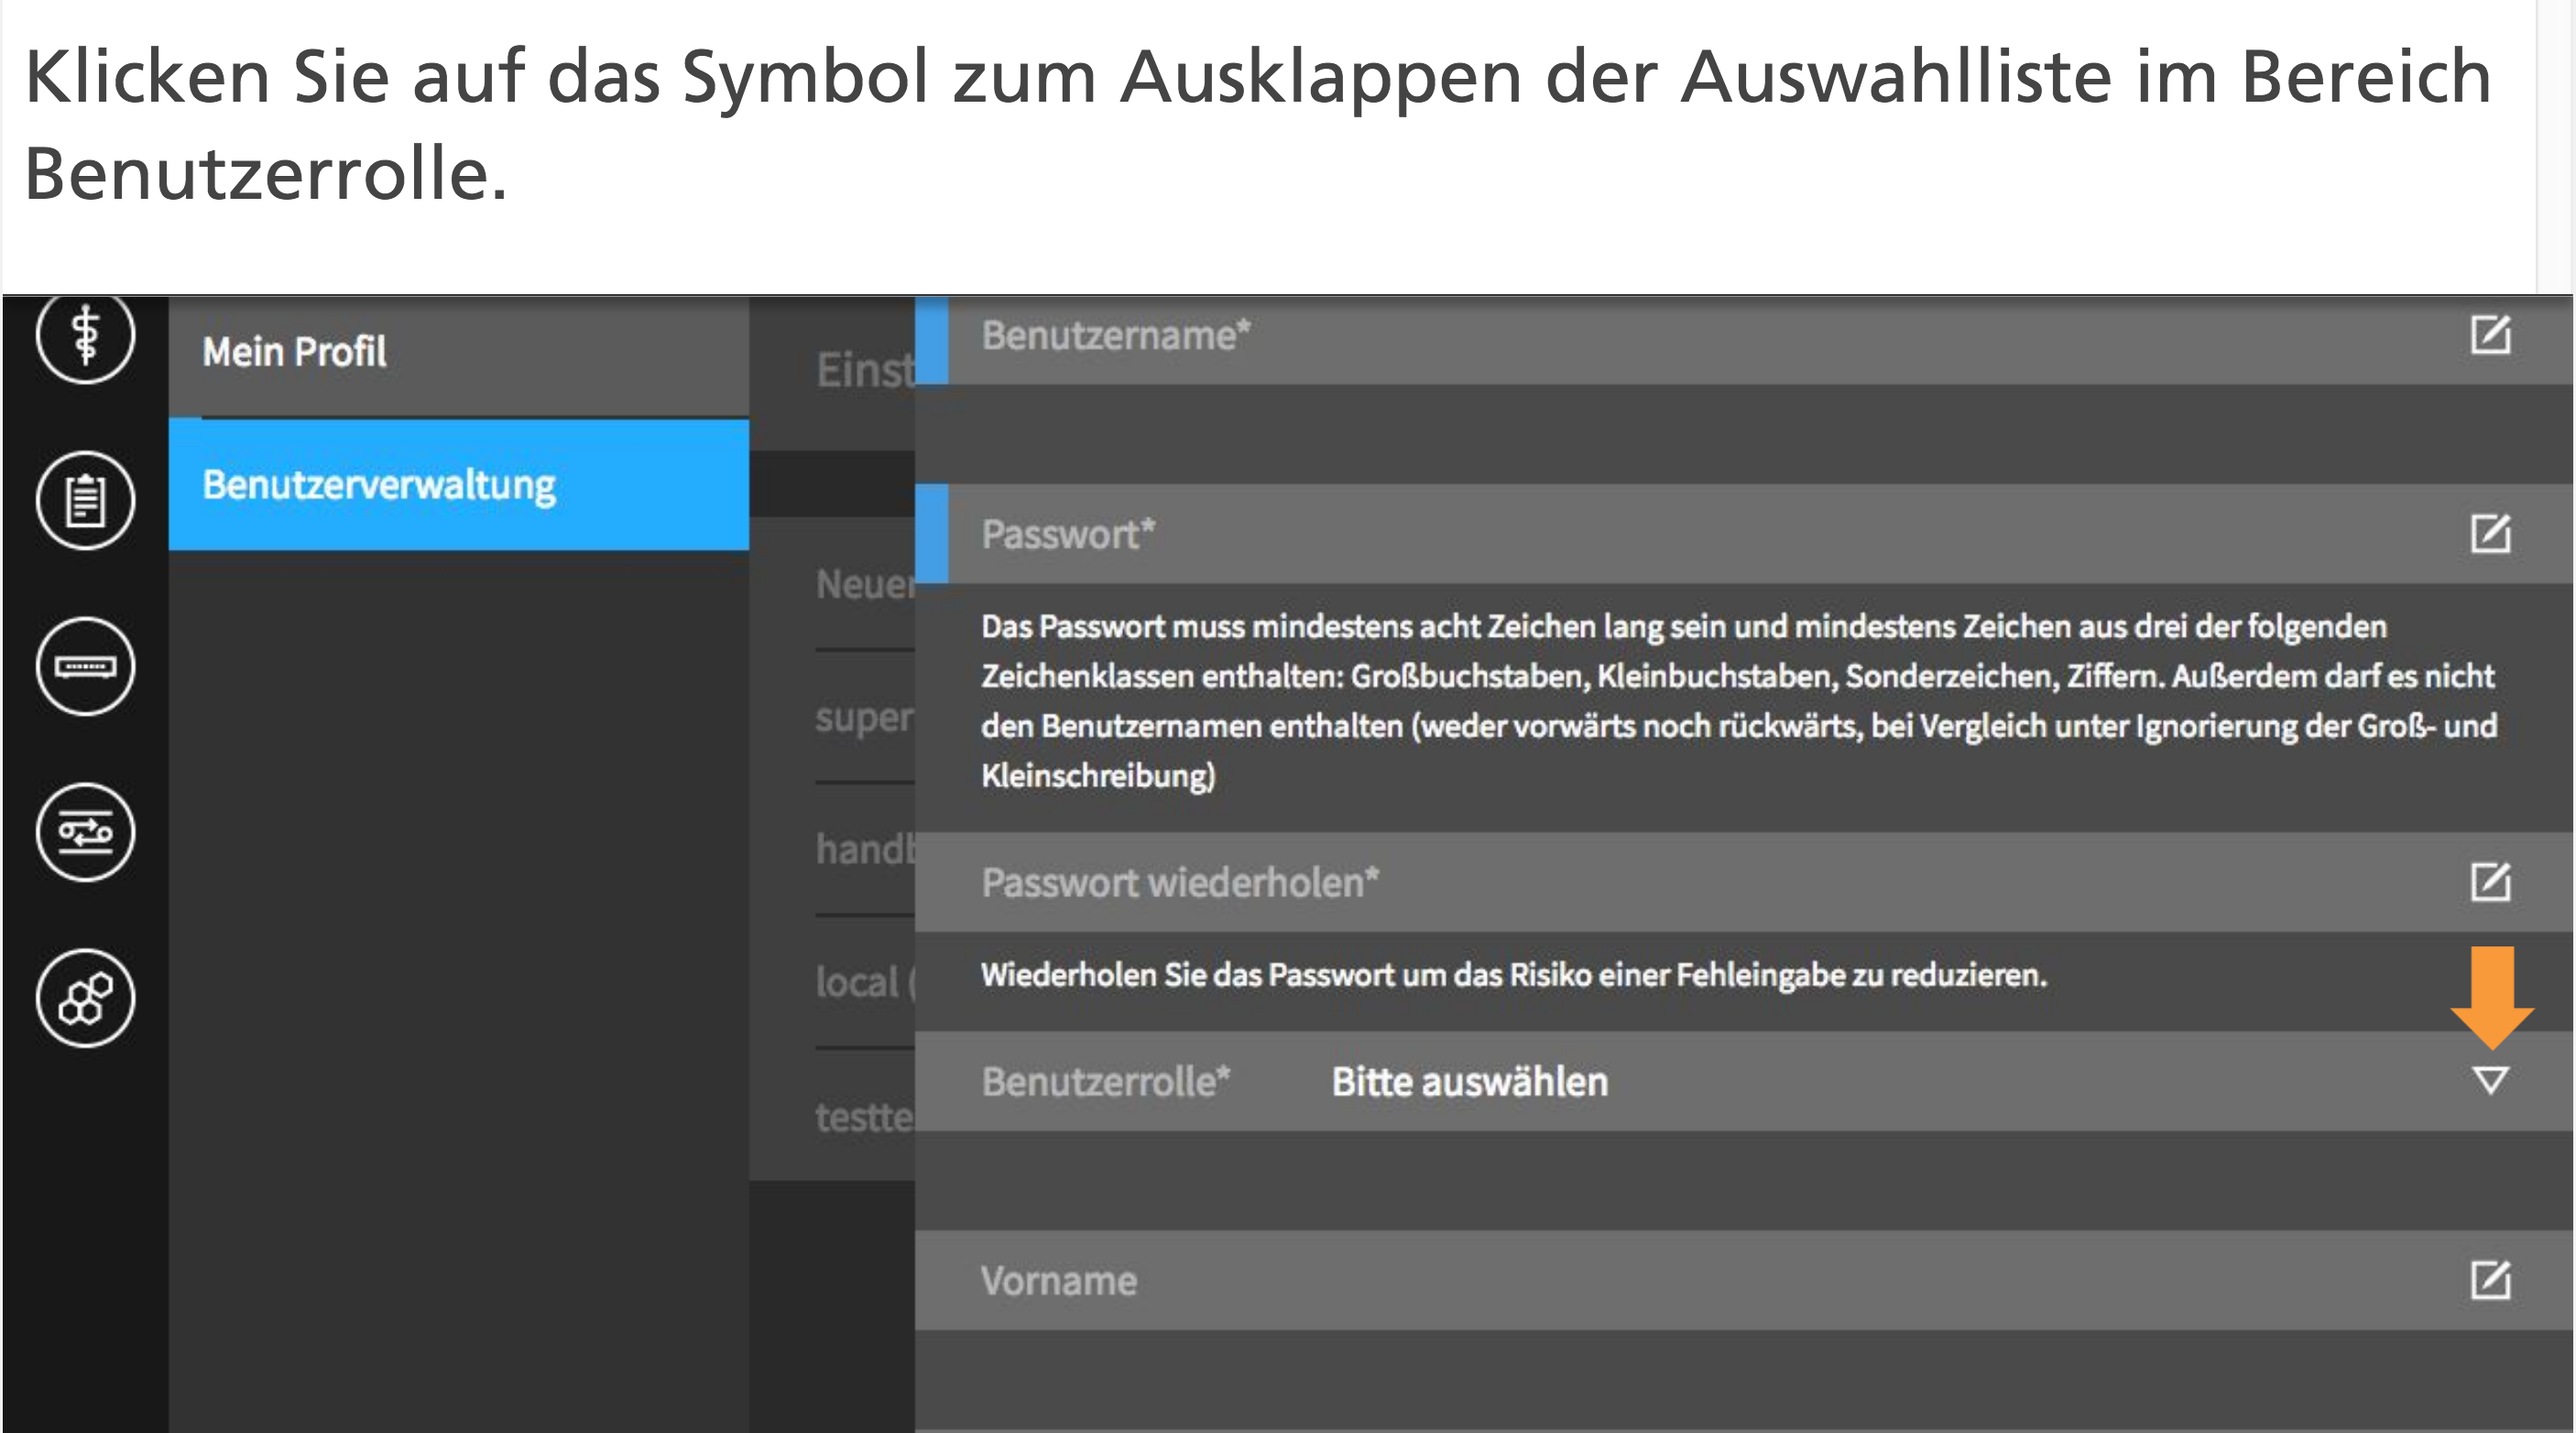 Klicken Sie auf das Symbol zum Ausklappen der Auswahlliste im Bereich
Benutzerrolle.
Mein Profil
Benutzerverwaltung
Einst
Neuer
super
handb
local (
testte
Benutzername*
Passwort*
Das Passwort muss mindestens acht Zeichen lang sein und mindestens Zeichen aus drei der folgenden
Zeichenklassen enthalten: Großbuchstaben, Kleinbuchstaben, Sonderzeichen, Ziffern. Außerdem darf es nicht
den Benutzernamen enthalten (weder vorwärts noch rückwärts, bei Vergleich unter Ignorierung der Groß- und
Kleinschreibung)
Passwort wiederholen*
Wiederholen Sie das Passwort um das Risiko einer Fehleingabe zu reduzieren.
Benutzerrolle* Bitte auswählen
Vorname